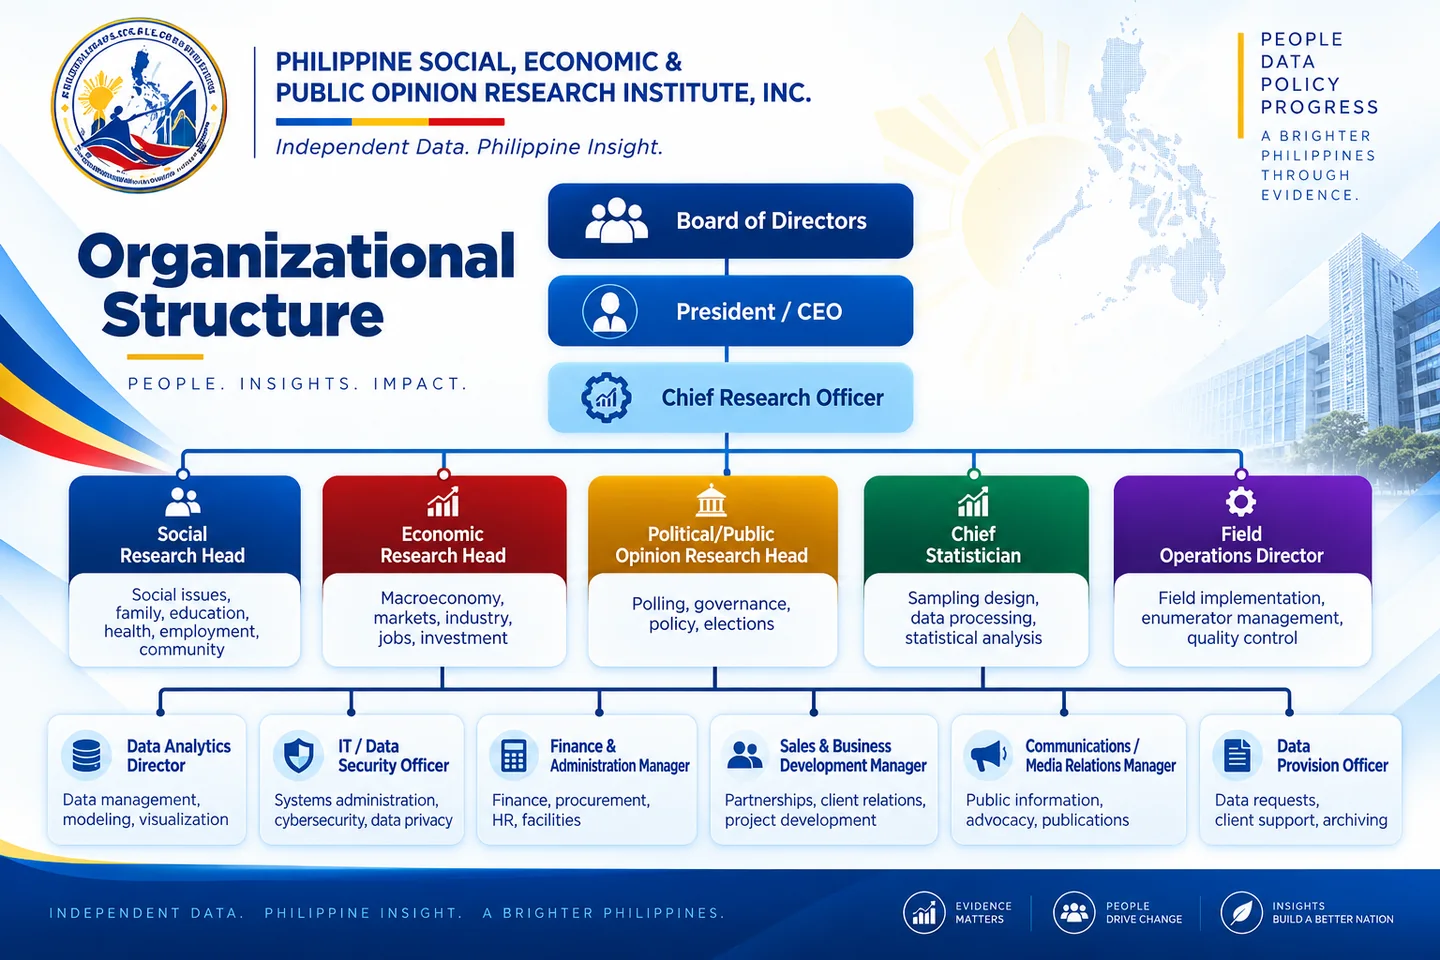 PHILIPPINE SOCIAL, ECONOMIC &
PUBLIC OPINION RESEARCH INSTITUTE, INC.
Independent Data. Philippine Insight.
PEOPLE
DATA
POLICY
PROGRESS
A BRIGHTER
PHILIPPINES
THROUGH
EVIDENCE.
Organizational
Structure
PEOPLE. INSIGHTS. IMPACT.
Board of Directors
President / CEO
Chief Research Officer
Social
Research Head
Social issues,
family, education,
health, employment,
community
Economic
Research Head
Macroeconomy,
markets, industry,
jobs, investment
Political/Public
Opinion Research Head
Polling, governance,
policy, elections
Chief
Statistician
Sampling design,
data processing,
statistical analysis
Field
Operations Director
Field implementation,
enumerator management,
quality control
Data Analytics
Director
Data management,
modeling, visualization
IT / Data
Security Officer
Systems administration,
cybersecurity, data privacy
Finance &
Administration Manager
Finance, procurement,
HR, facilities
Sales & Business
Development Manager
Partnerships, client relations,
project development
Communications /
Media Relations Manager
Public information,
advocacy, publications
Data
Provision Officer
Data requests,
client support, archiving
INDEPENDENT DATA. PHILIPPINE INSIGHT. A BRIGHTER PHILIPPINES.
EVIDENCE
MATTERS
PEOPLE
DRIVE CHANGE
INSIGHTS
BUILD A BETTER NATION